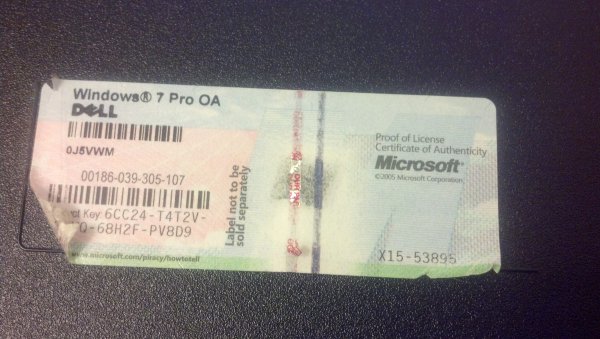 Windows® 7 Pro OA
DELL
0J5VWM
00186-039-305-107
ct Key 6CC24-T4T2V-
Q-68H2F-PV8D9
www.microsoft.com/piracy/howtotell
Label not to be
sold separately
Proof of License
Certificate of Authenticity
Microsoft®
©2005 Microsoft Corporation
X15-53895